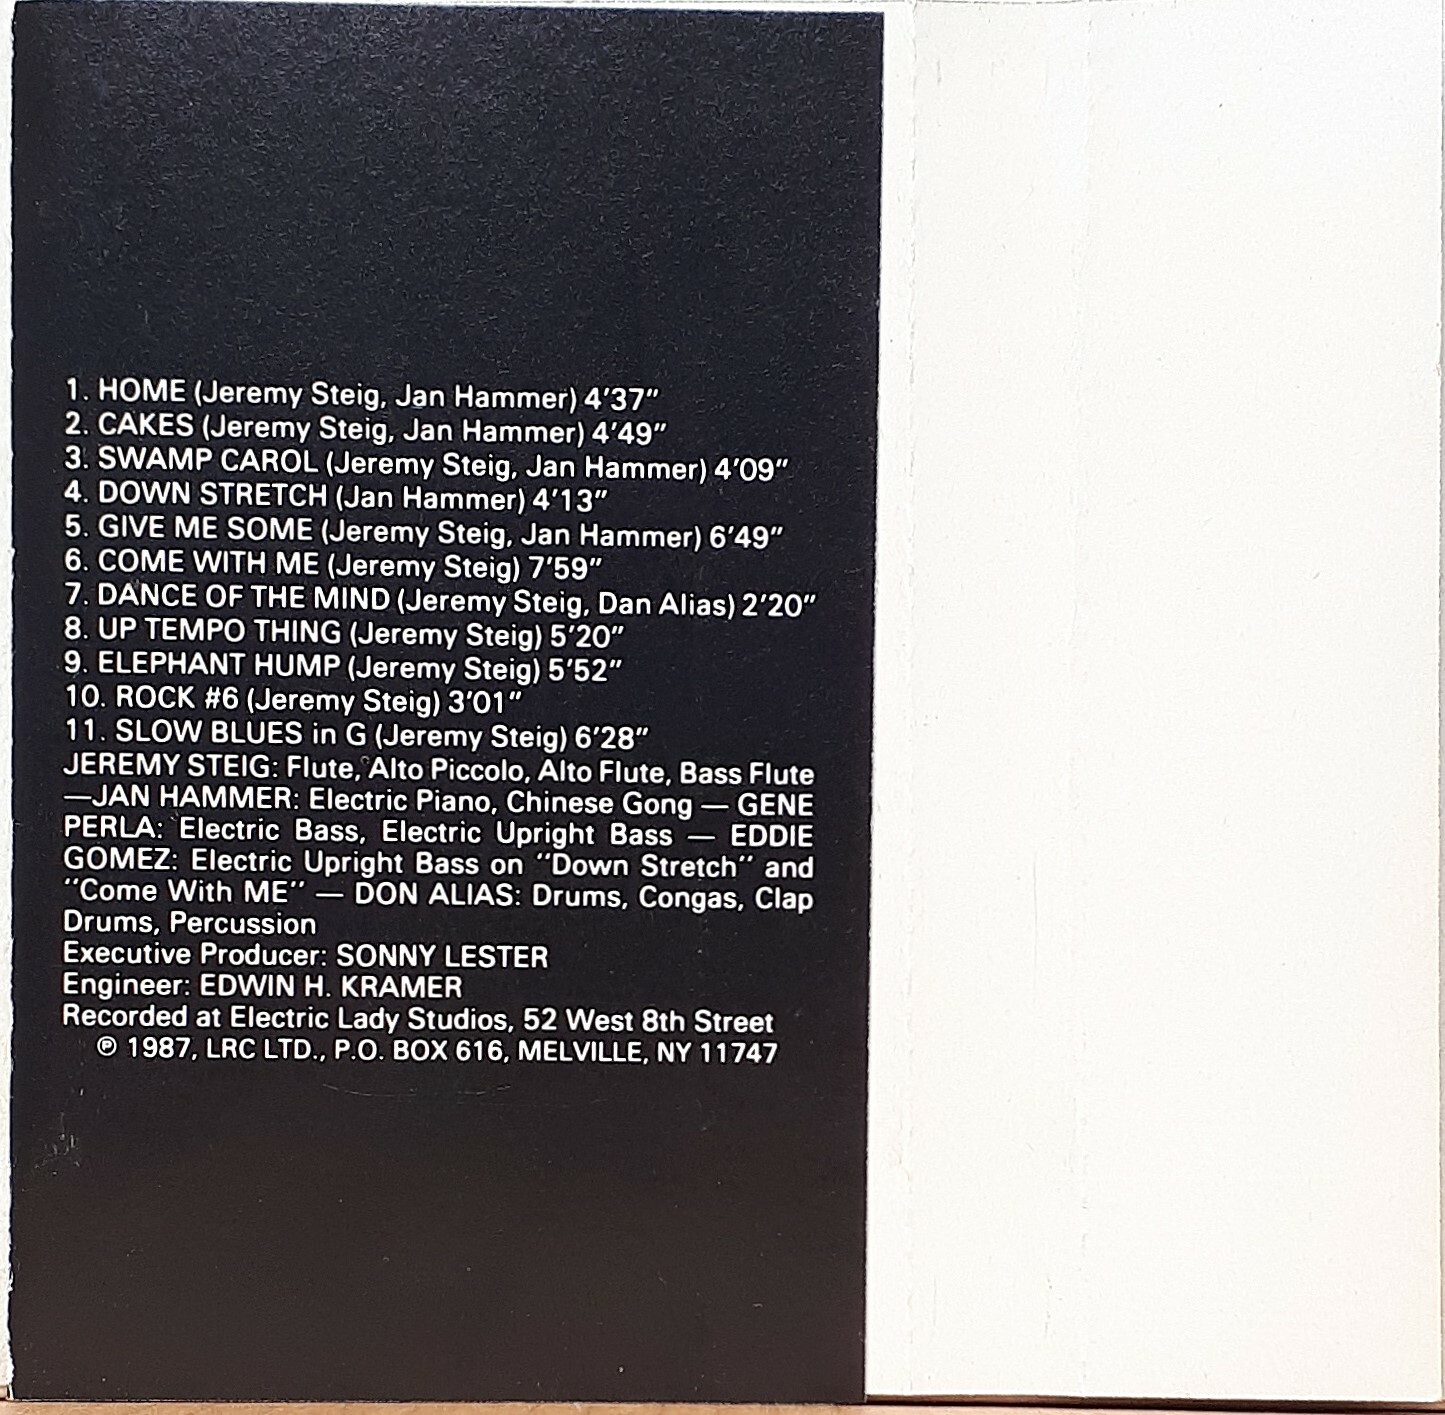 1. HOME (Jeremy Steig, Jan Hammer) 4'37"
2. CAKES (Jeremy Steig, Jan Hammer) 4'49"
3. SWAMP CAROL (Jeremy Steig, Jan Hammer) 4'09"
4. DOWN STRETCH (Jan Hammer) 4'13"
5. GIVE ME SOME (Jeremy Steig, Jan Hammer) 6'49"
6. COME WITH ME (Jeremy Steig) 7'59"
7. DANCE OF THE MIND (Jeremy Steig, Dan Alias) 2'20"
8. UP TEMPO THING (Jeremy Steig) 5'20"
9. ELEPHANT HUMP (Jeremy Steig) 5'52"
10. ROCK #6 (Jeremy Steig) 3'01"
11. SLOW BLUES in G (Jeremy Steig) 6'28"
JEREMY STEIG: Flute, Alto Piccolo, Alto Flute, Bass Flute
—JAN HAMMER: Electric Piano, Chinese Gong — GENE
PERLA: Electric Bass, Electric Upright Bass — EDDIE
GOMEZ: Electric Upright Bass on "Down Stretch" and
"Come With ME" — DON ALIAS: Drums, Congas, Clap
Drums, Percussion
Executive Producer: SONNY LESTER
Engineer: EDWIN H. KRAMER
Recorded at Electric Lady Studios, 52 West 8th Street
℗ 1987, LRC LTD., P.O. BOX 616, MELVILLE, NY 11747